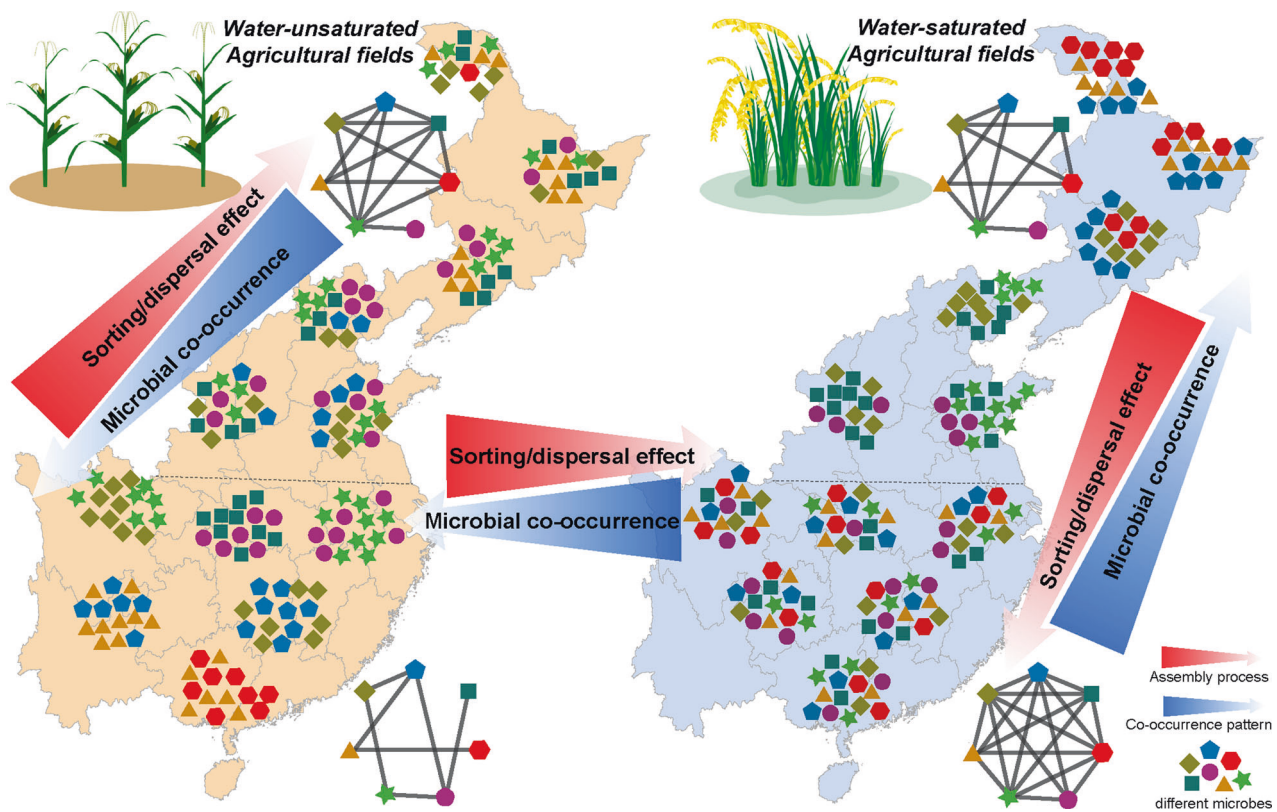 Water-unsaturated
Agricultural fields
Water-saturated
Agricultural fields
Sorting/dispersal effect
Microbial co-occurrence
Sorting/dispersal effect
Microbial co-occurrence
Sorting/dispersal effect
Microbial co-occurrence
Assembly process
Co-occurrence pattern
different microbes